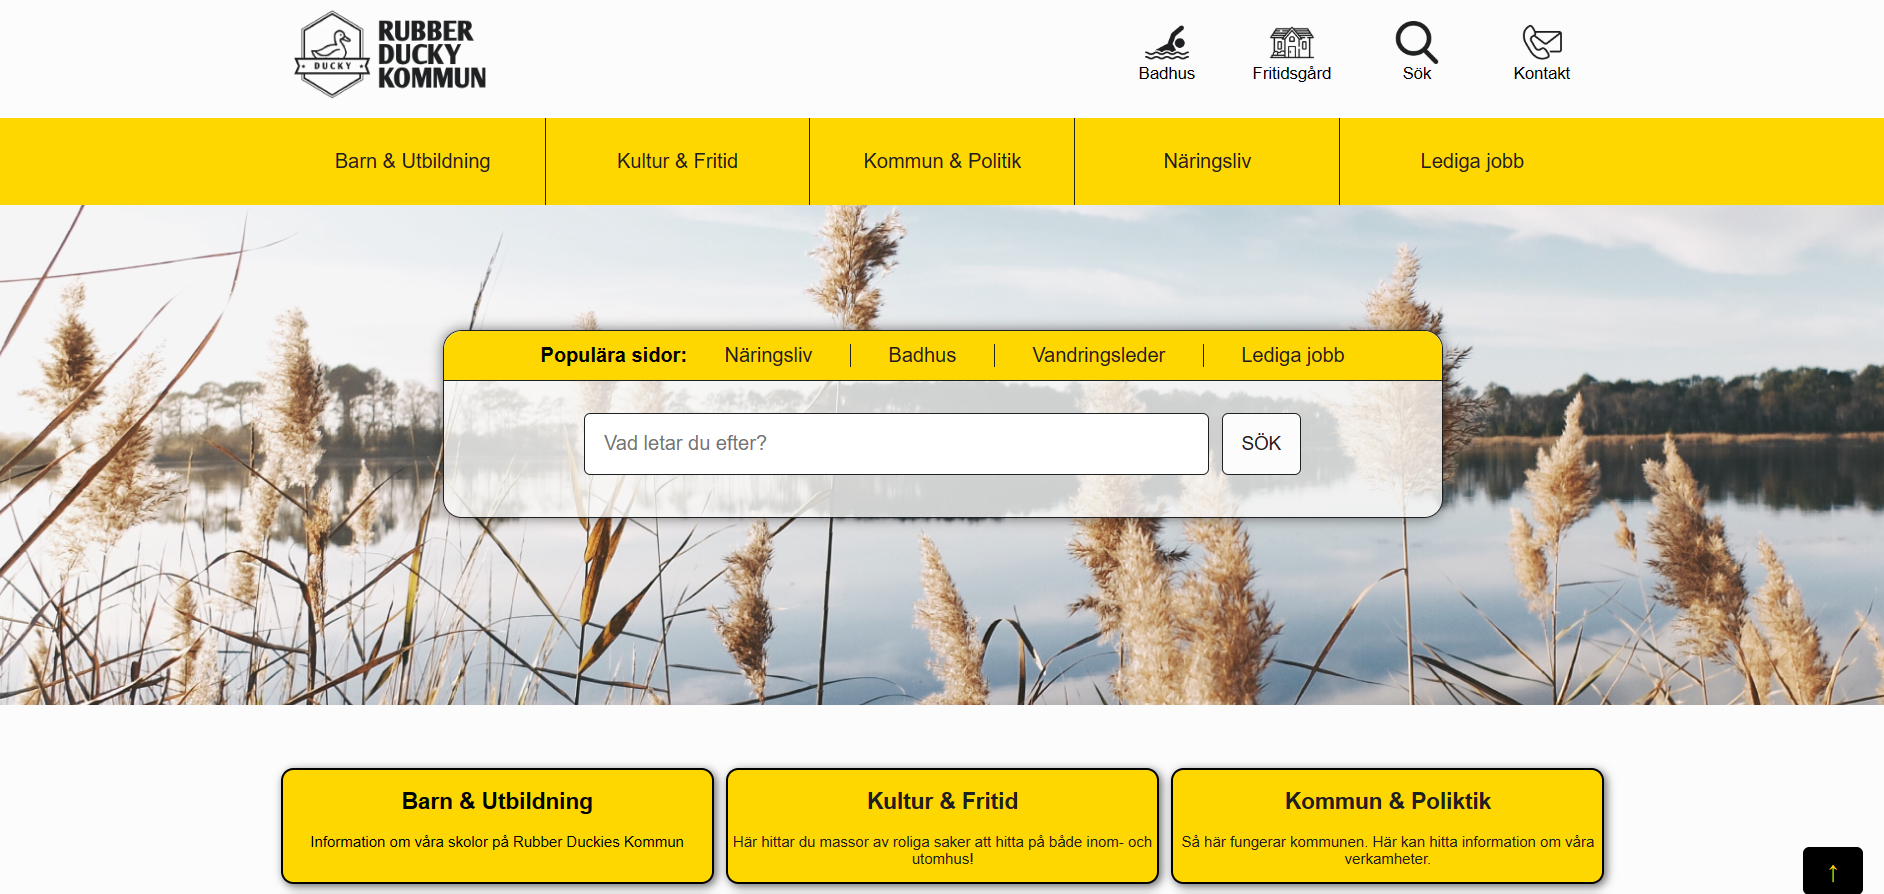 RUBBER
DUCKY
KOMMUN
DUCKY
Badhus
Fritidsgård
Sök
Kontakt
Barn & Utbildning
Kultur & Fritid
Kommun & Politik
Näringsliv
Lediga jobb
Populära sidor: Näringsliv Badhus Vandringsleder Lediga jobb
Vad letar du efter?
SÖK
Barn & Utbildning
Information om våra skolor på Rubber Duckies Kommun
Kultur & Fritid
Här hittar du massor av roliga saker att hitta på både inom- och
utomhus!
Kommun & Poliktik
Så här fungerar kommunen. Här kan hitta information om våra
verkamheter.
↑